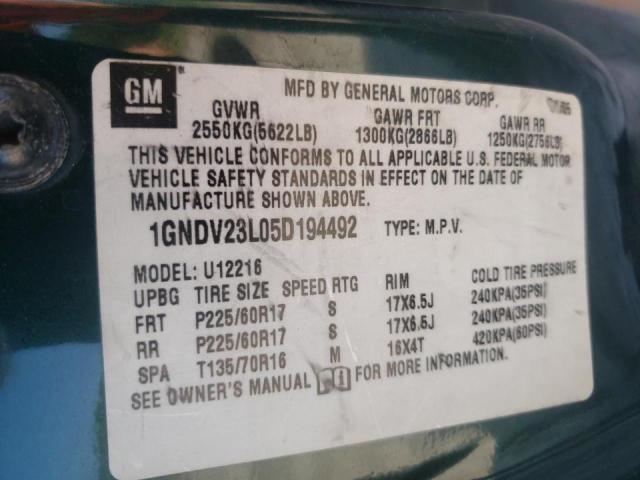 GM
MFD BY GENERAL MOTORS CORP.
GVWR GAWR FRT GAWR RR
2550KG(5622LB) 1300KG(2866LB) 1250KG(2756LB)
THIS VEHICLE CONFORMS TO ALL APPLICABLE U.S. FEDERAL MOTOR
VEHICLE SAFETY STANDARDS IN EFFECT ON THE DATE OF
MANUFACTURE SHOWN ABOVE.
1GNDV23L05D194492 TYPE: M.P.V.
MODEL: U12216
UPBG TIRE SIZE SPEED RTG RIM COLD TIRE PRESSURE
FRT P225/60R17 S 17X6.5J 240KPA(35PSI)
RR P225/60R17 S 17X6.5J 240KPA(35PSI)
SPA T135/70R16 M 16X4T 420KPA(60PSI)
SEE OWNER'S MANUAL FOR MORE INFORMATION.